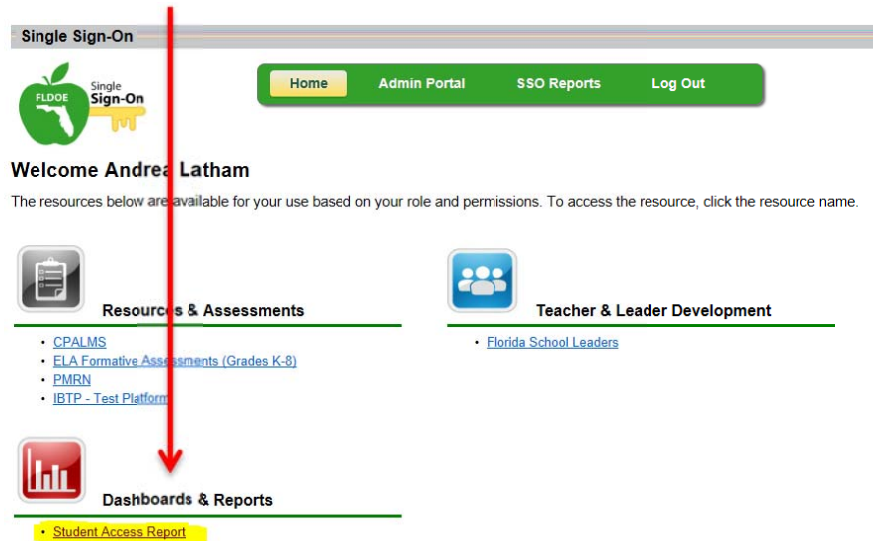 Single Sign-On
FLDOE
Single
Sign-On
Home Admin Portal SSO Reports Log Out
Welcome Andrea Latham
The resources below are available for your use based on your role and permissions. To access the resource, click the resource name.
Resources & Assessments
• CPALMS
• ELA Formative Assessments (Grades K-8)
• PMRN
• IBTP - Test Platform
Teacher & Leader Development
• Florida School Leaders
Dashboards & Reports
• Student Access Report